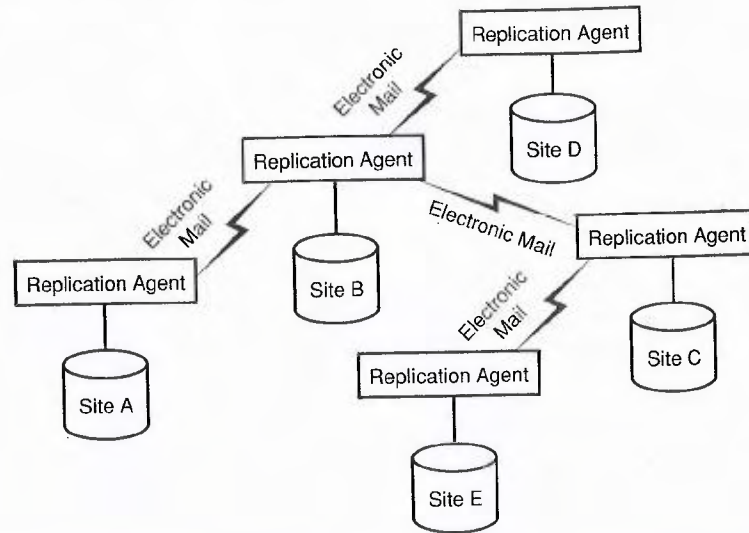 Replication Agent
Electronic
Mail
Site D
Replication Agent
Electronic
Mail
Electronic Mail
Replication Agent
Site B
Replication Agent
Electronic
Mail
Site C
Replication Agent
Site A
Site E